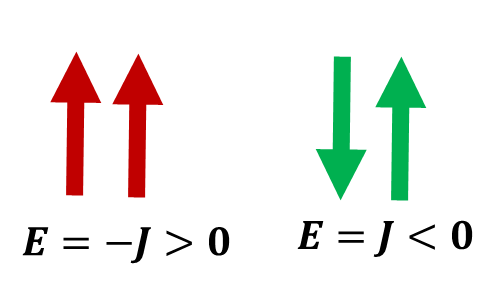 E = −J > 0
E = J < 0